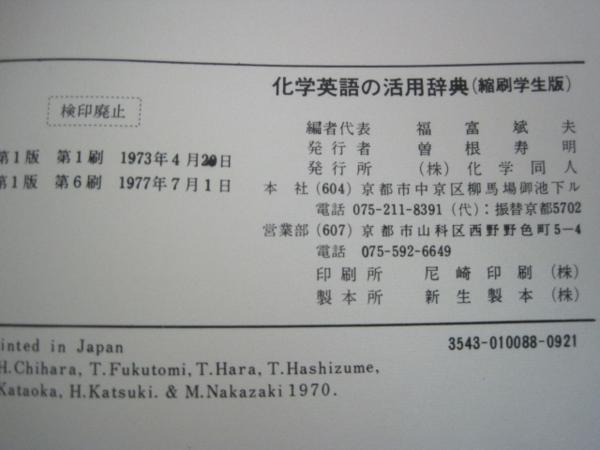 化学英語の活用辞典(縮刷学生版)
検印廃止
編者代表 福富斌夫
発行者 曽根寿明
発行所 (株)化学同人
第1版 第1刷 1973年4月20日
第1版 第6刷 1977年7月1日
本社(604)京都市中京区柳馬場御池下ル
電話 075-211-8391(代):振替京都5702
営業部(607)京都市山科区西野野色町5-4
電話 075-592-6649
印刷所 尼崎印刷(株)
製本所 新生製本(株)
inted in Japan
3543-010088-0921
H.Chihara, T.Fukutomi, T.Hara, T.Hashizume,
Kataoka, H.Katsuki. & M.Nakazaki 1970.